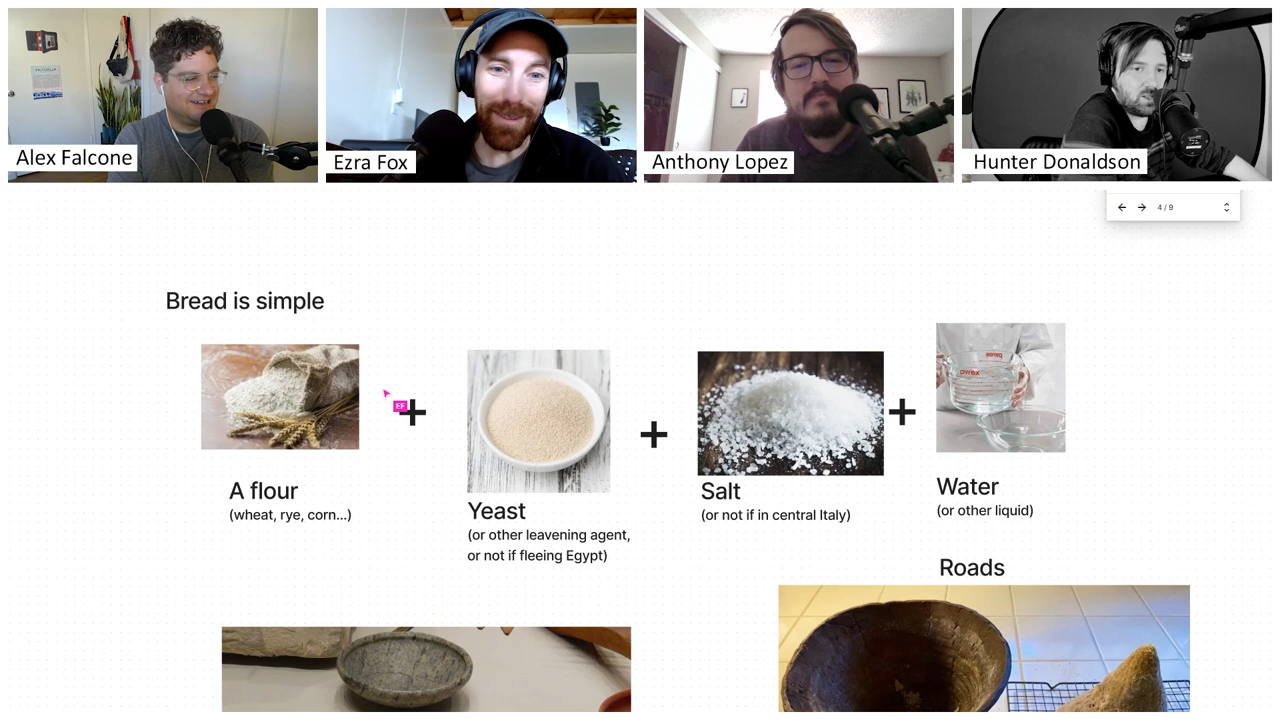 Alex Falcone
Ezra Fox
Anthony Lopez
Hunter Donaldson
4 / 9
Bread is simple
EF
pyrex
A flour
(wheat, rye, corn...)
Yeast
(or other leavening agent,
or not if fleeing Egypt)
Salt
(or not if in central Italy)
Water
(or other liquid)
Roads